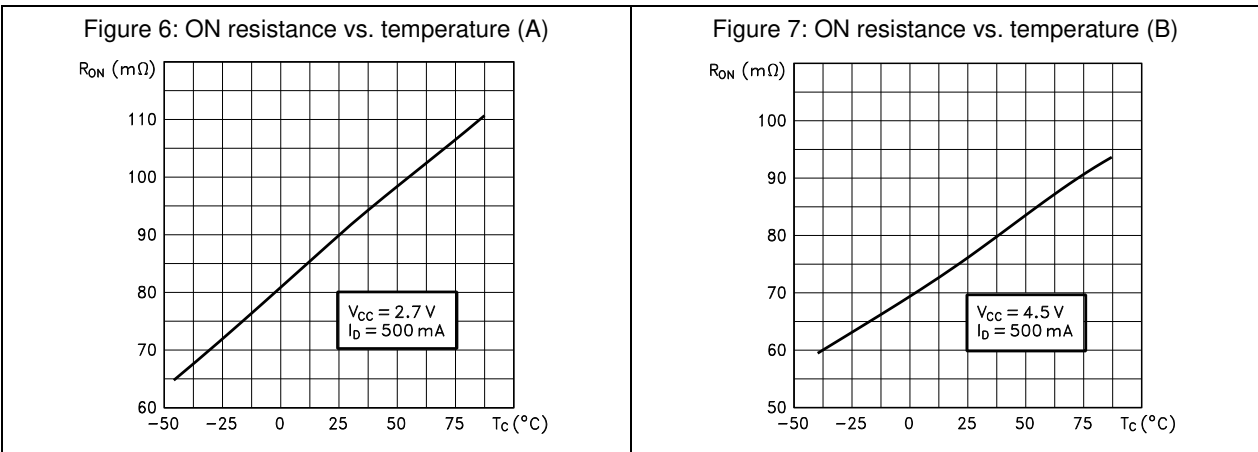 Figure 6: ON resistance vs. temperature (A)
RON (mΩ)
110
100
90
80
70
60
VCC = 2.7 V
ID = 500 mA
−50 −25 0 25 50 75 TC (°C)
Figure 7: ON resistance vs. temperature (B)
RON (mΩ)
100
90
80
70
60
50
VCC = 4.5 V
ID = 500 mA
−50 −25 0 25 50 75 TC (°C)